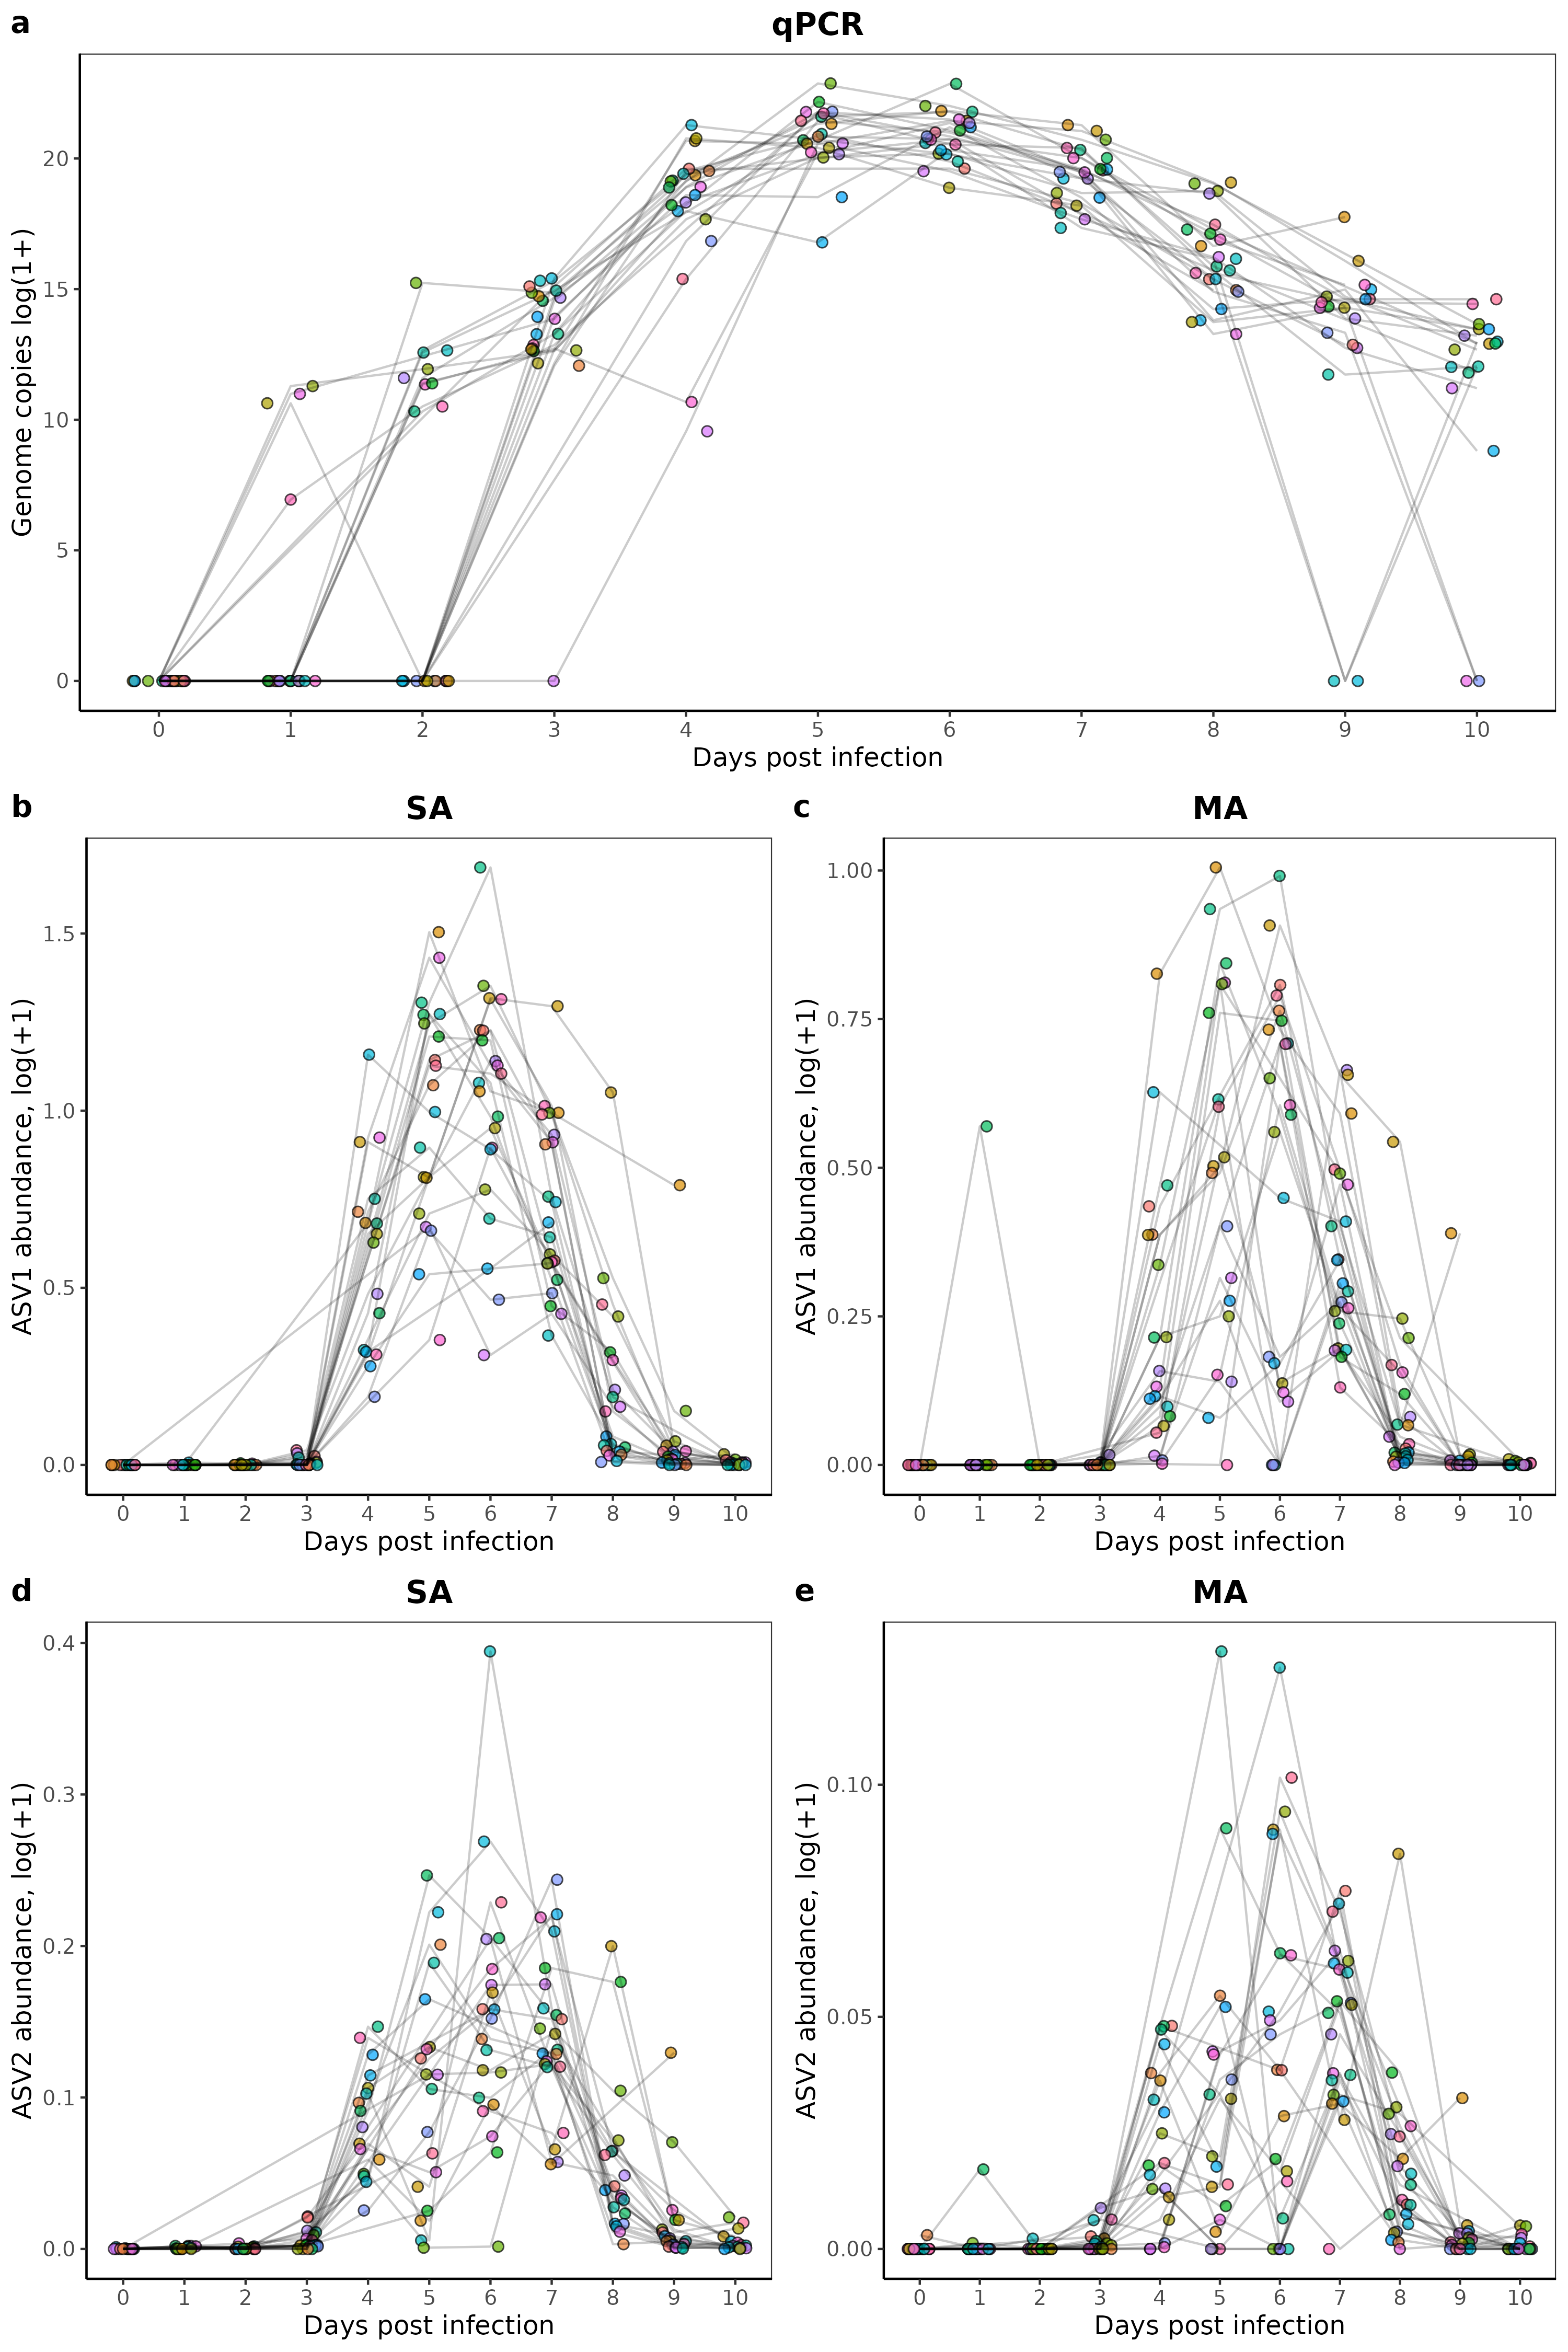 a
qPCR
Genome copies log(1+)
20
15
10
5
0
0 1 2 3 4 5 6 7 8 9 10
Days post infection
b
SA
ASV1 abundance, log(+1)
1.5
1.0
0.5
0.0
0 1 2 3 4 5 6 7 8 9 10
Days post infection
c
MA
ASV1 abundance, log(+1)
1.00
0.75
0.50
0.25
0.00
0 1 2 3 4 5 6 7 8 9 10
Days post infection
d
SA
ASV2 abundance, log(+1)
0.4
0.3
0.2
0.1
0.0
0 1 2 3 4 5 6 7 8 9 10
Days post infection
e
MA
ASV2 abundance, log(+1)
0.10
0.05
0.00
0 1 2 3 4 5 6 7 8 9 10
Days post infection